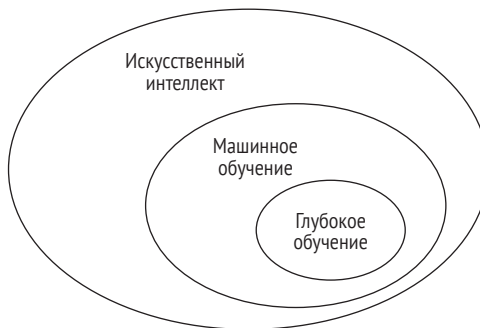 Искусственный
интеллект
Машинное
обучение
Глубокое
обучение